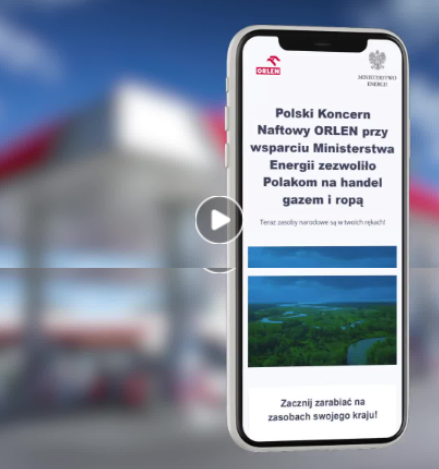 ORLEN
MINISTERSTWO
ENERGII
Polski Koncern
Naftowy ORLEN przy
wsparciu Ministerstwa
Energii zezwoliło
Polakom na handel
gazem i ropą
Teraz zasoby narodowe są w twoich rękach!
Zacznij zarabiać na
zasobach swojego kraju!